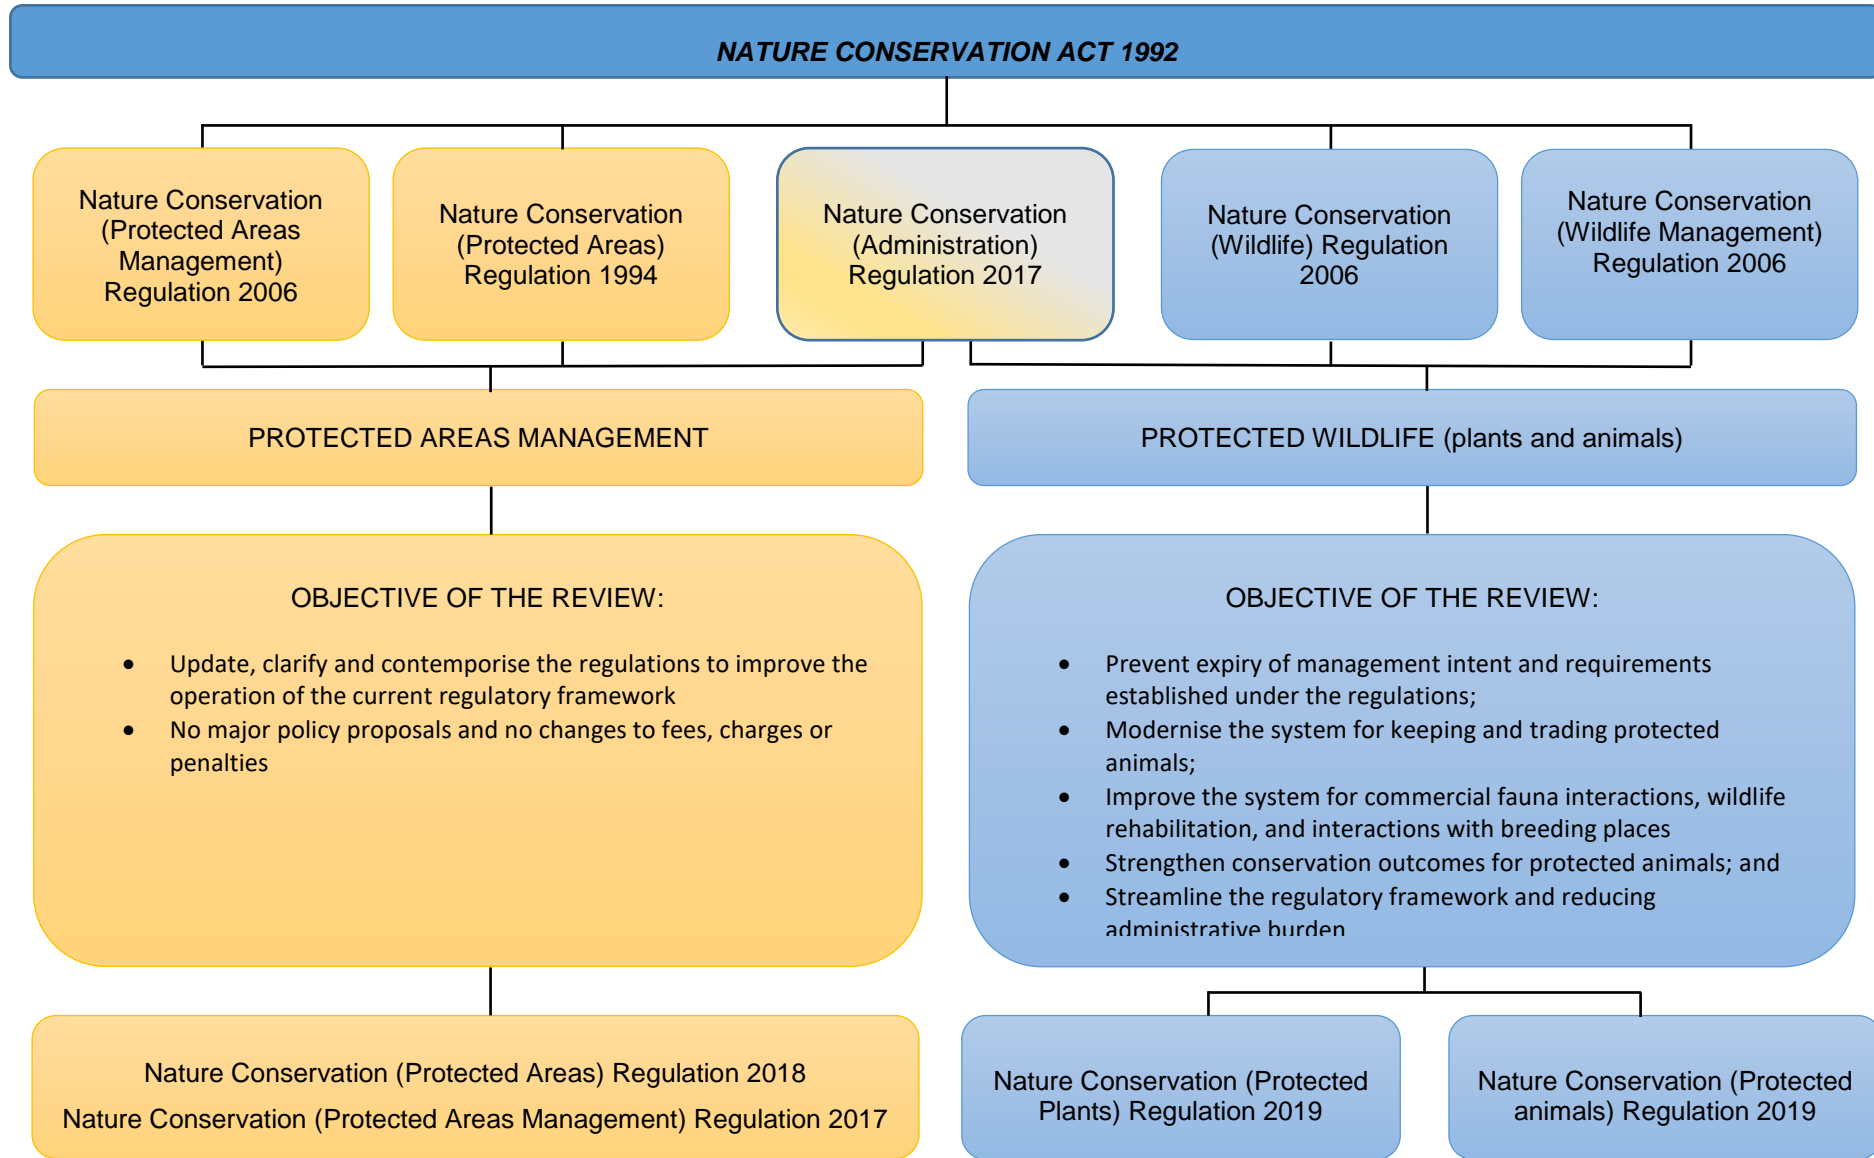 NATURE CONSERVATION ACT 1992
Nature Conservation
(Protected Areas
Management)
Regulation 2006
Nature Conservation
(Protected Areas)
Regulation 1994
Nature Conservation
(Administration)
Regulation 2017
Nature Conservation
(Wildlife) Regulation
2006
Nature Conservation
(Wildlife Management)
Regulation 2006
PROTECTED AREAS MANAGEMENT
PROTECTED WILDLIFE (plants and animals)
OBJECTIVE OF THE REVIEW:
• Update, clarify and contemporise the regulations to improve the
operation of the current regulatory framework
• No major policy proposals and no changes to fees, charges or
penalties
OBJECTIVE OF THE REVIEW:
• Prevent expiry of management intent and requirements
established under the regulations;
• Modernise the system for keeping and trading protected
animals;
• Improve the system for commercial fauna interactions, wildlife
rehabilitation, and interactions with breeding places
• Strengthen conservation outcomes for protected animals; and
• Streamline the regulatory framework and reducing
administrative burden
Nature Conservation (Protected Areas) Regulation 2018
Nature Conservation (Protected Areas Management) Regulation 2017
Nature Conservation (Protected
Plants) Regulation 2019
Nature Conservation (Protected
animals) Regulation 2019